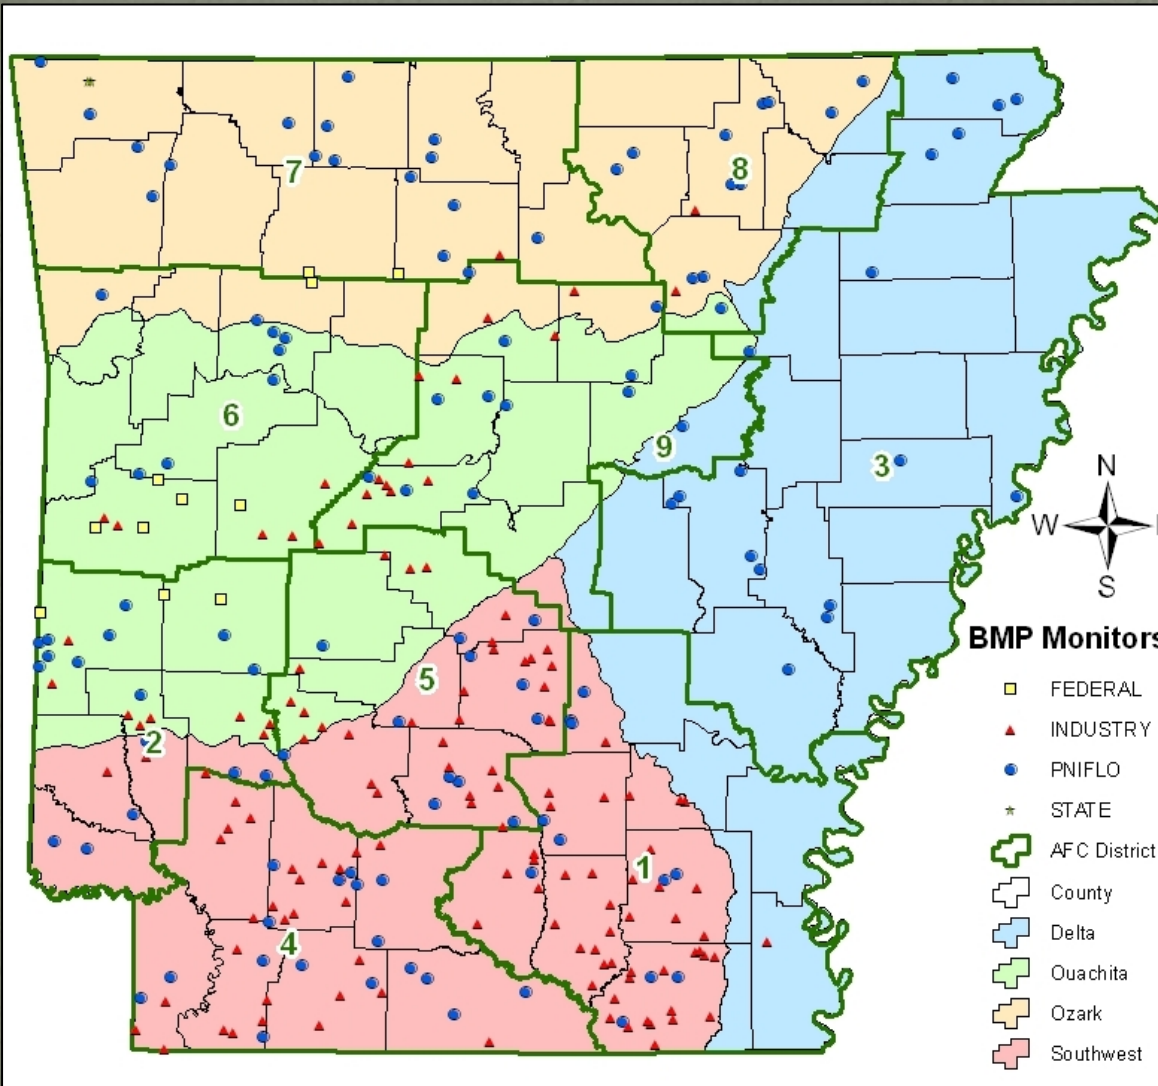 7
8
6
9
3
N
W
S
BMP Monitors
FEDERAL
INDUSTRY
5
PNIFLO
2
STATE
AFC District
1
County
Delta
4
Ouachita
Ozark
Southwest